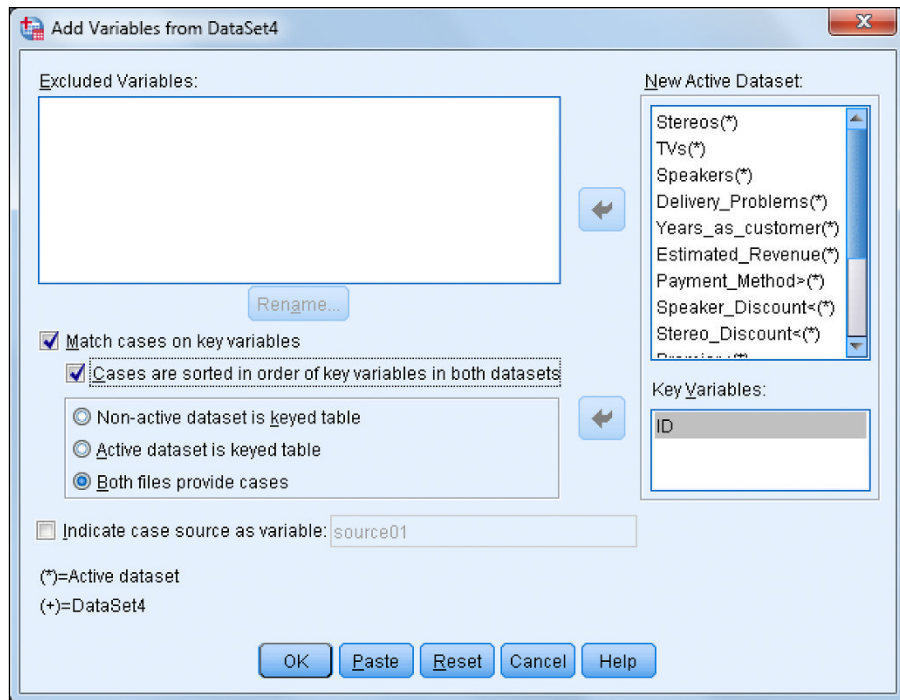 Add Variables from DataSet4
Excluded Variables:
New Active Dataset:
Stereos(*)
TVs(*)
Speakers(*)
Delivery_Problems(*)
Years_as_customer(*)
Estimated_Revenue(*)
Payment_Method>(*)
Speaker_Discount<(*)
Stereo_Discount<(*)
Rename...
Match cases on key variables
Cases are sorted in order of key variables in both datasets
Non-active dataset is keyed table
Active dataset is keyed table
Both files provide cases
Key Variables:
ID
Indicate case source as variable: source01
(*)=Active dataset
(+)=DataSet4
OK Paste Reset Cancel Help